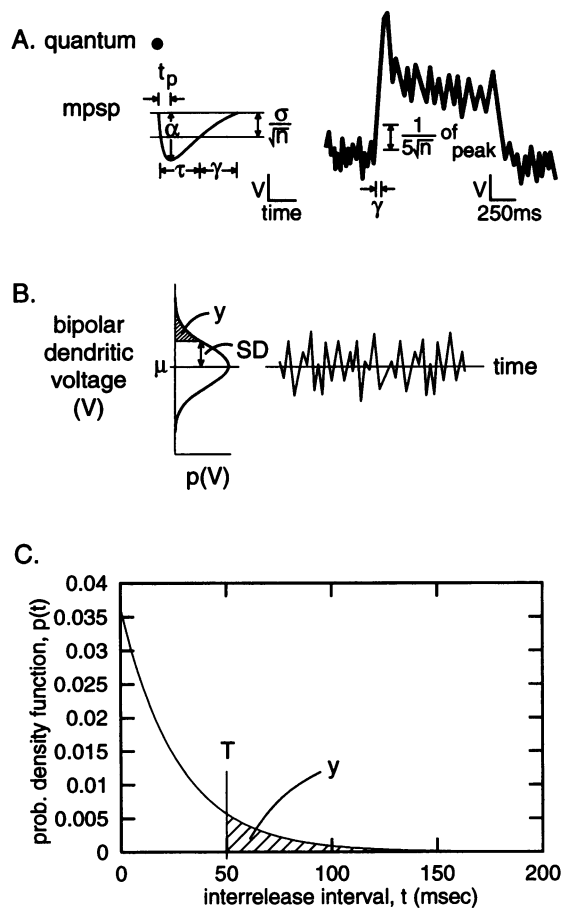 A. quantum
tp
mpsp
α
σ/√n
τ
γ
V
time
1/5√n of peak
γ
V
250ms
B.
bipolar
dendritic
voltage
(V)
y
SD
μ
time
p(V)
C.
prob. density function, p(t)
0.04
0.035
0.03
0.025
0.02
0.015
0.01
0.005
0
T
y
0 50 100 150 200
interrelease interval, t (msec)